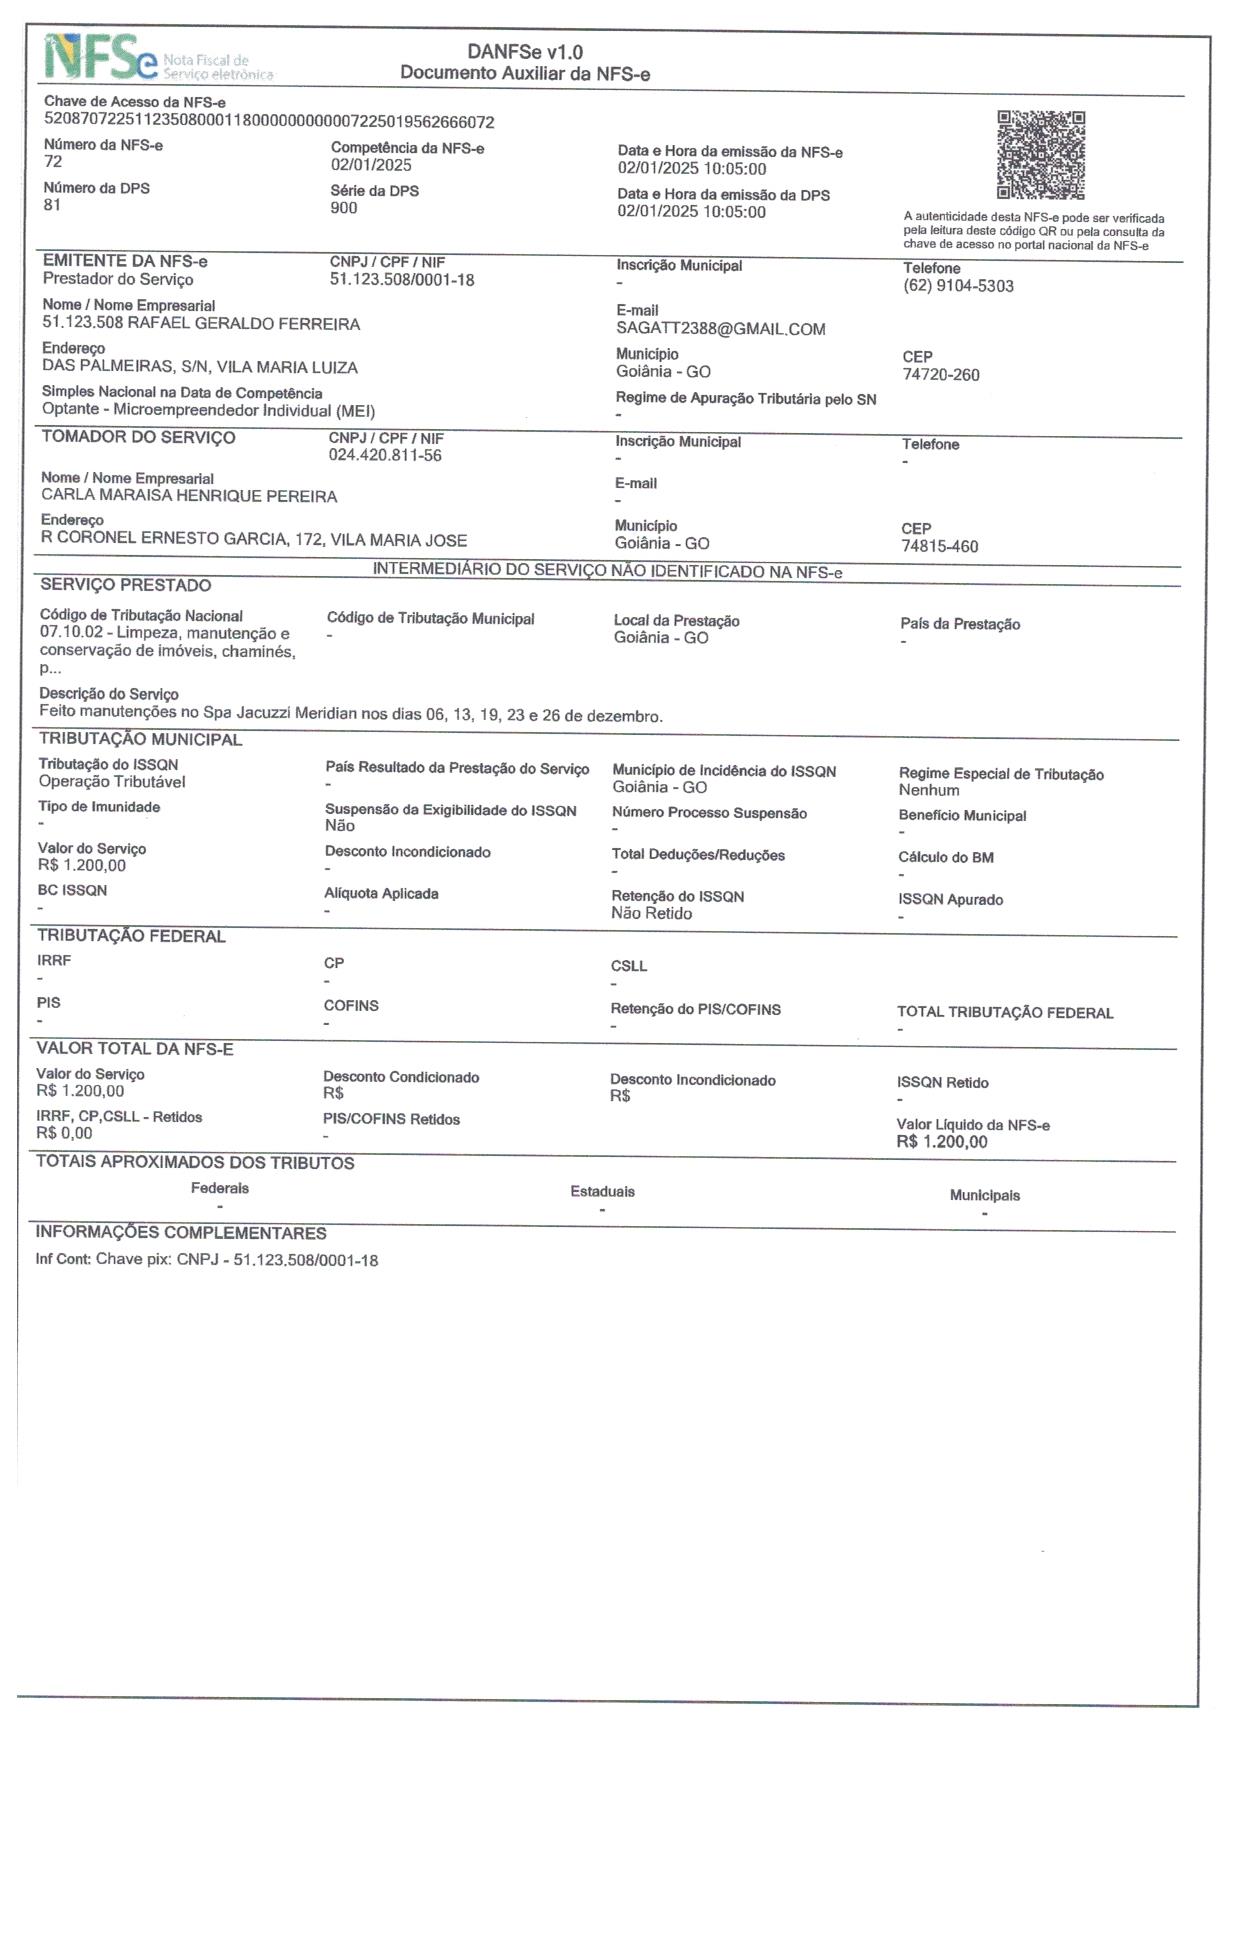 NFSe Nota Fiscal de
Serviço eletrônica
DANFSe v1.0
Documento Auxiliar da NFS-e
Chave de Acesso da NFS-e
52087072251123508000118000000000007225019562666072
Número da NFS-e
72
Competência da NFS-e
02/01/2025
Data e Hora da emissão da NFS-e
02/01/2025 10:05:00
Número da DPS
81
Série da DPS
900
Data e Hora da emissão da DPS
02/01/2025 10:05:00
A autenticidade desta NFS-e pode ser verificada
pela leitura deste código QR ou pela consulta da
chave de acesso no portal nacional da NFS-e
EMITENTE DA NFS-e
Prestador do Serviço
CNPJ / CPF / NIF
51.123.508/0001-18
Inscrição Municipal
-
Telefone
(62) 9104-5303
Nome / Nome Empresarial
51.123.508 RAFAEL GERALDO FERREIRA
E-mail
SAGATT2388@GMAIL.COM
Endereço
DAS PALMEIRAS, S/N, VILA MARIA LUIZA
Município
Goiânia - GO
CEP
74720-260
Simples Nacional na Data de Competência
Optante - Microempreendedor Individual (MEI)
Regime de Apuração Tributária pelo SN
-
TOMADOR DO SERVIÇO
CNPJ / CPF / NIF
024.420.811-56
Inscrição Municipal
-
Telefone
-
Nome / Nome Empresarial
CARLA MARAISA HENRIQUE PEREIRA
E-mail
-
Endereço
R CORONEL ERNESTO GARCIA, 172, VILA MARIA JOSE
Município
Goiânia - GO
CEP
74815-460
INTERMEDIÁRIO DO SERVIÇO NÃO IDENTIFICADO NA NFS-e
SERVIÇO PRESTADO
Código de Tributação Nacional
07.10.02 - Limpeza, manutenção e
conservação de imóveis, chaminés,
p...
Código de Tributação Municipal
-
Local da Prestação
Goiânia - GO
País da Prestação
-
Descrição do Serviço
Feito manutenções no Spa Jacuzzi Meridian nos dias 06, 13, 19, 23 e 26 de dezembro.
TRIBUTAÇÃO MUNICIPAL
Tributação do ISSQN
Operação Tributável
País Resultado da Prestação do Serviço
-
Município de Incidência do ISSQN
Goiânia - GO
Regime Especial de Tributação
Nenhum
Tipo de Imunidade
-
Suspensão da Exigibilidade do ISSQN
Não
Número Processo Suspensão
-
Benefício Municipal
-
Valor do Serviço
R$ 1.200,00
Desconto Incondicionado
-
Total Deduções/Reduções
-
Cálculo do BM
-
BC ISSQN
-
Alíquota Aplicada
-
Retenção do ISSQN
Não Retido
ISSQN Apurado
-
TRIBUTAÇÃO FEDERAL
IRRF
-
CP
-
CSLL
-
PIS
-
COFINS
-
Retenção do PIS/COFINS
-
TOTAL TRIBUTAÇÃO FEDERAL
-
VALOR TOTAL DA NFS-E
Valor do Serviço
R$ 1.200,00
Desconto Condicionado
R$
Desconto Incondicionado
R$
ISSQN Retido
-
IRRF, CP,CSLL - Retidos
R$ 0,00
PIS/COFINS Retidos
-
Valor Líquido da NFS-e
R$ 1.200,00
TOTAIS APROXIMADOS DOS TRIBUTOS
Federais
-
Estaduais
-
Municipais
-
INFORMAÇÕES COMPLEMENTARES
Inf Cont: Chave pix: CNPJ - 51.123.508/0001-18